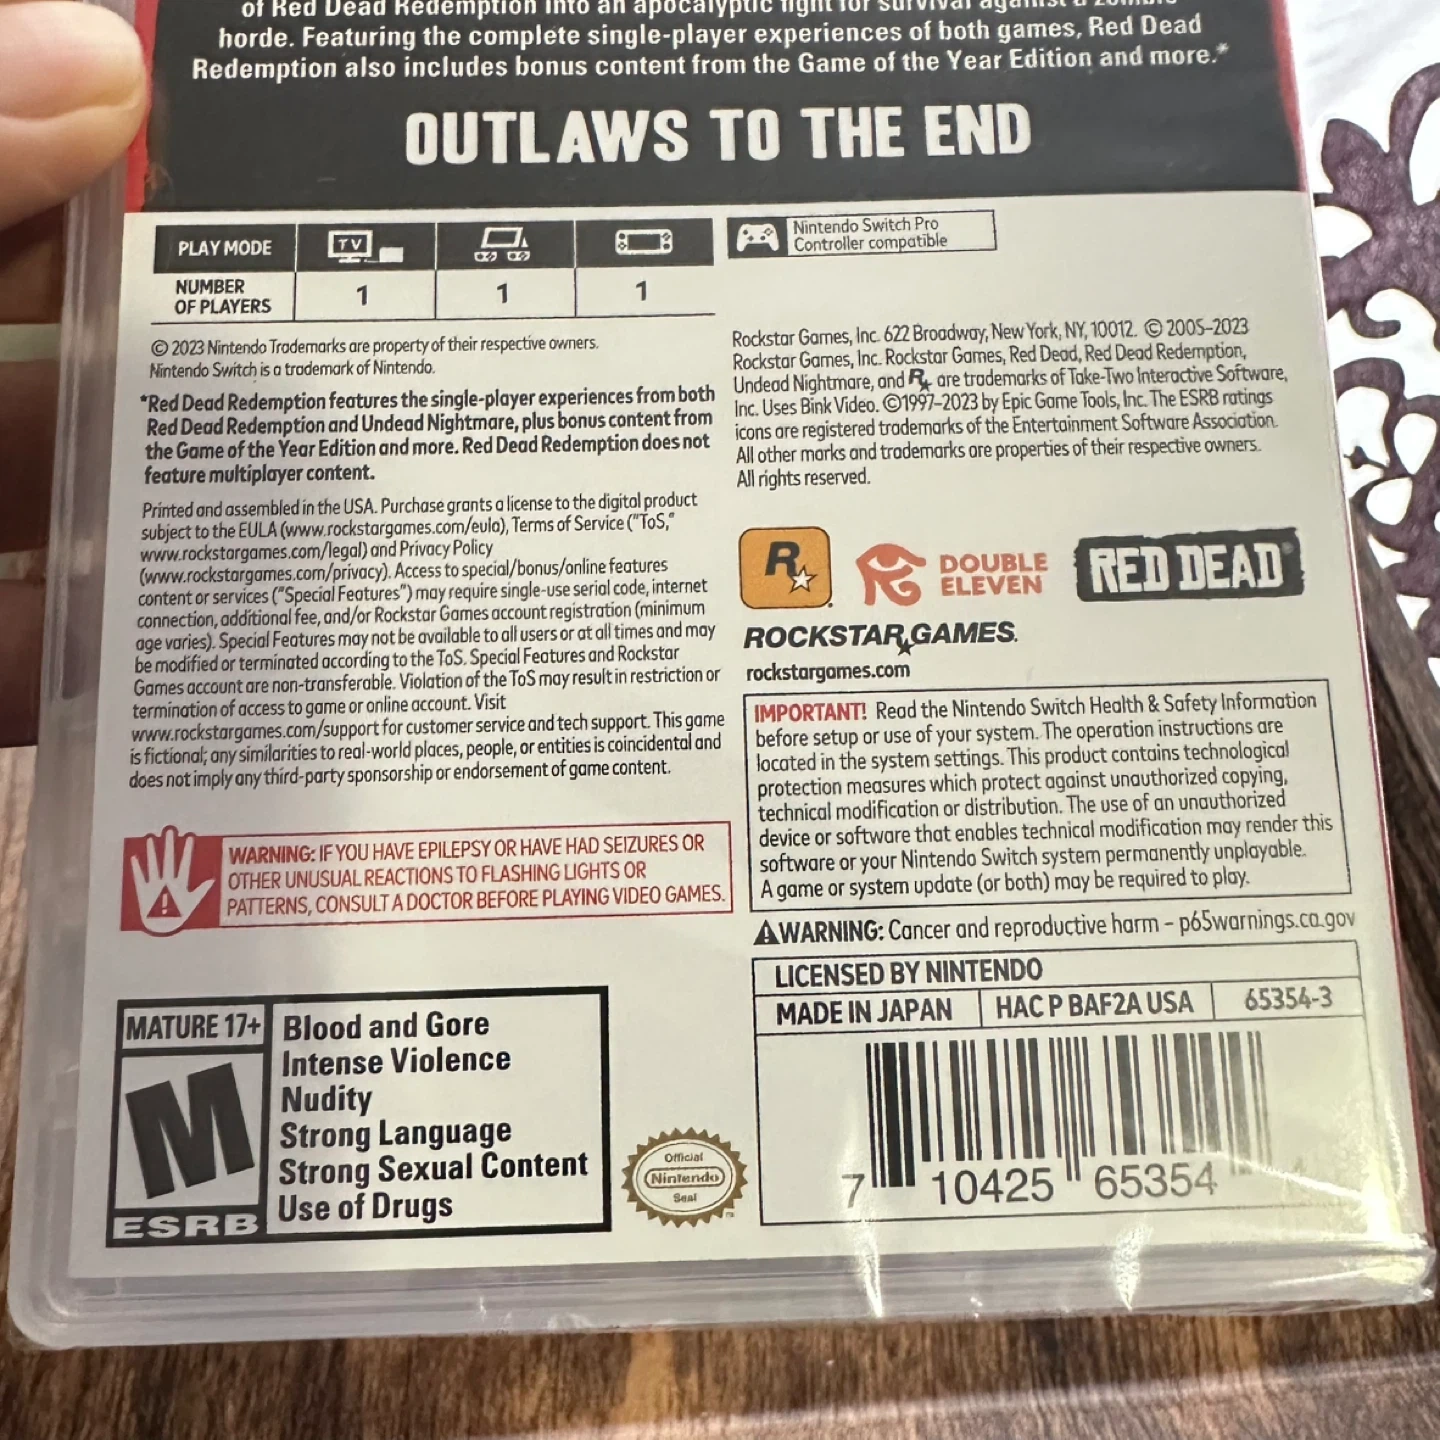 of Red Dead Redemption into an apocalyptic fight for survival against a zombie
horde. Featuring the complete single-player experiences of both games, Red Dead
Redemption also includes bonus content from the Game of the Year Edition and more.*
OUTLAWS TO THE END
PLAY MODE
TV
NUMBER
OF PLAYERS
1
1
1
Nintendo Switch Pro
Controller compatible
© 2023 Nintendo Trademarks are property of their respective owners.
Nintendo Switch is a trademark of Nintendo.
*Red Dead Redemption features the single-player experiences from both
Red Dead Redemption and Undead Nightmare, plus bonus content from
the Game of the Year Edition and more. Red Dead Redemption does not
feature multiplayer content.
Printed and assembled in the USA. Purchase grants a license to the digital product
subject to the EULA (www.rockstargames.com/eula), Terms of Service ("ToS,"
www.rockstargames.com/legal) and Privacy Policy
(www.rockstargames.com/privacy). Access to special/bonus/online features
content or services ("Special Features") may require single-use serial code, internet
connection, additional fee, and/or Rockstar Games account registration (minimum
age varies). Special Features may not be available to all users or at all times and may
be modified or terminated according to the ToS. Special Features and Rockstar
Games account are non-transferable. Violation of the ToS may result in restriction or
termination of access to game or online account. Visit
www.rockstargames.com/support for customer service and tech support. This game
is fictional; any similarities to real-world places, people, or entities is coincidental and
does not imply any third-party sponsorship or endorsement of game content.
WARNING: IF YOU HAVE EPILEPSY OR HAVE HAD SEIZURES OR
OTHER UNUSUAL REACTIONS TO FLASHING LIGHTS OR
PATTERNS, CONSULT A DOCTOR BEFORE PLAYING VIDEO GAMES.
MATURE 17+
M
ESRB
Blood and Gore
Intense Violence
Nudity
Strong Language
Strong Sexual Content
Use of Drugs
Official
Nintendo
Seal
TM
Rockstar Games, Inc. 622 Broadway, New York, NY, 10012. © 2005-2023
Rockstar Games, Inc. Rockstar Games, Red Dead, Red Dead Redemption,
Undead Nightmare, and R★ are trademarks of Take-Two Interactive Software,
Inc. Uses Bink Video. ©1997-2023 by Epic Game Tools, Inc. The ESRB ratings
icons are registered trademarks of the Entertainment Software Association.
All other marks and trademarks are properties of their respective owners.
All rights reserved.
R★
ROCKSTAR GAMES.
rockstargames.com
DOUBLE
ELEVEN
RED DEAD®
IMPORTANT! Read the Nintendo Switch Health & Safety Information
before setup or use of your system. The operation instructions are
located in the system settings. This product contains technological
protection measures which protect against unauthorized copying,
technical modification or distribution. The use of an unauthorized
device or software that enables technical modification may render this
software or your Nintendo Switch system permanently unplayable.
A game or system update (or both) may be required to play.
⚠WARNING: Cancer and reproductive harm – p65warnings.ca.gov
LICENSED BY NINTENDO
MADE IN JAPAN
HAC P BAF2A USA
65354-3
7 10425 65354